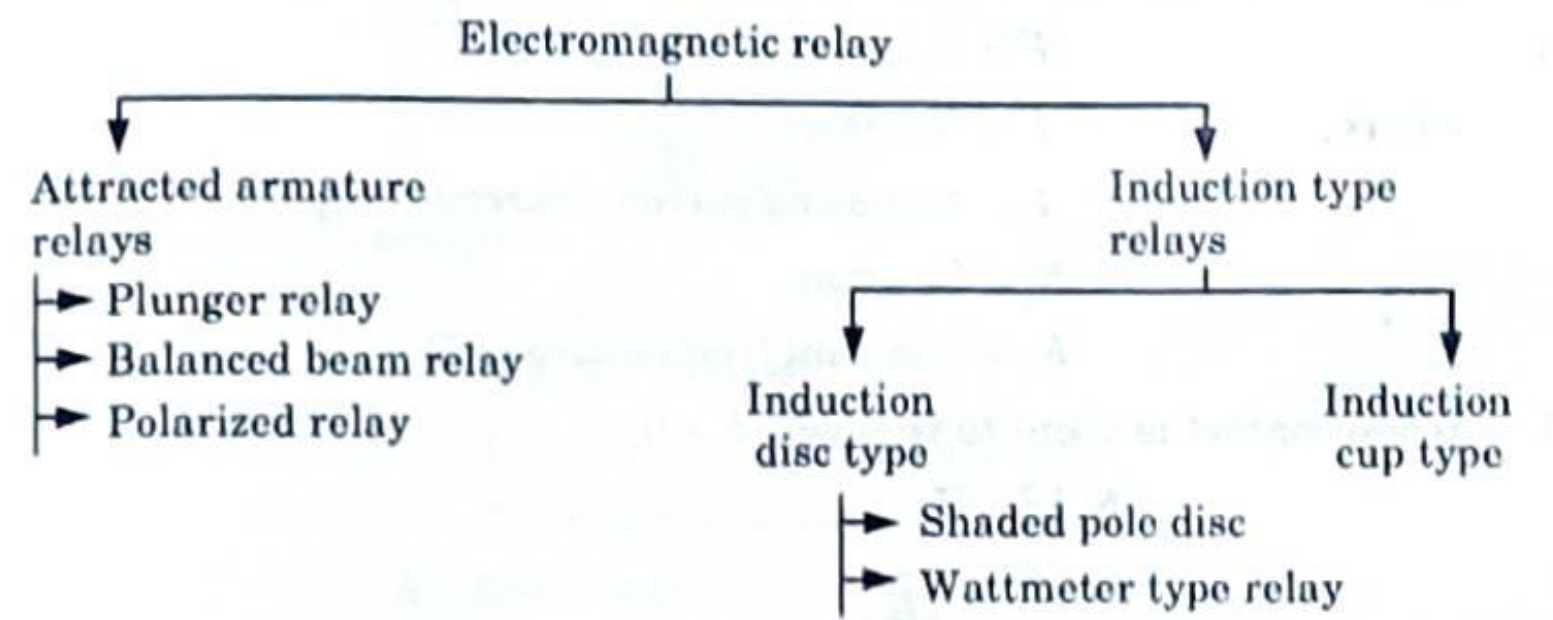 Electromagnetic relay
Attracted armature
relays
Plunger relay
Balanced beam relay
Polarized relay
Induction type
relays
Induction
disc type
Shaded pole disc
Wattmeter type relay
Induction
cup type